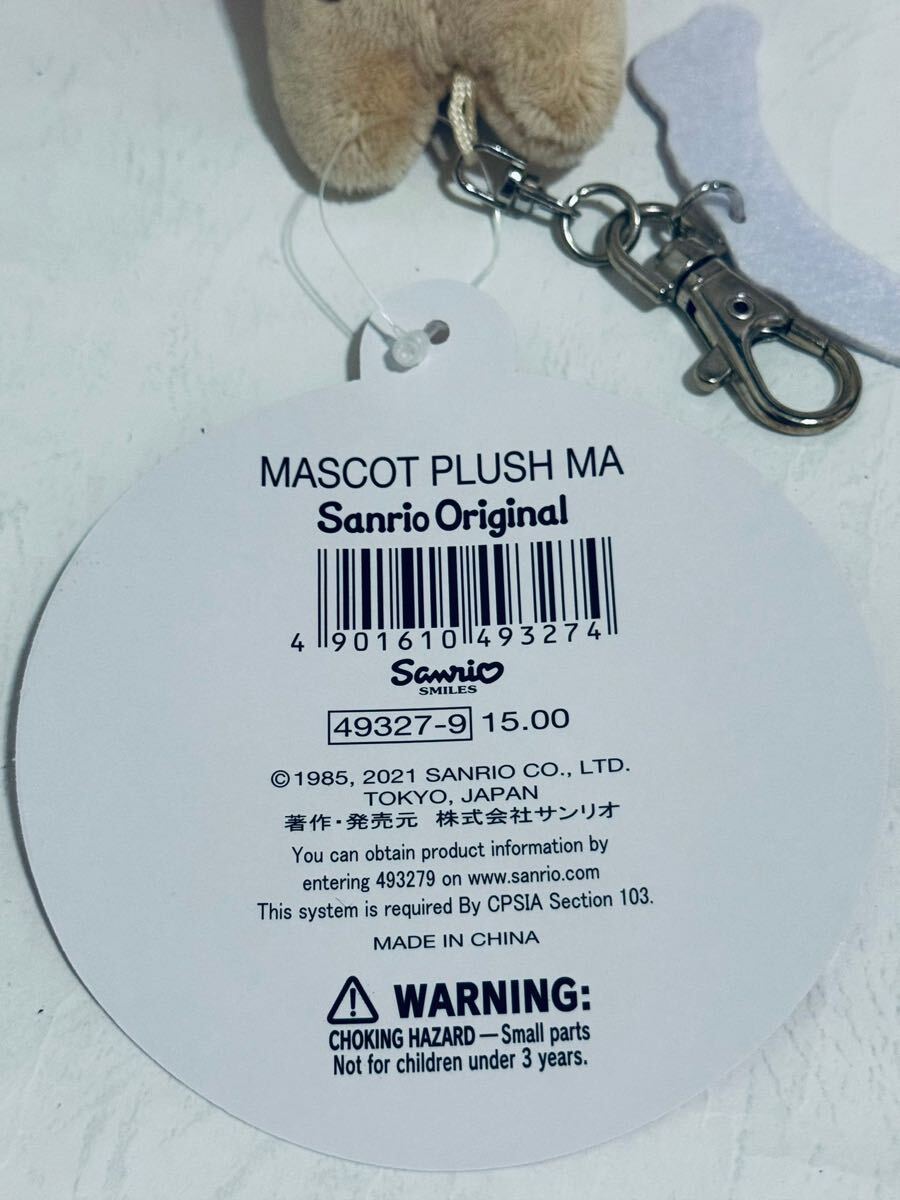 MASCOT PLUSH MA
Sanrio Original
4 901610 493274
Sanrio
SMILES
49327-9 15.00
©1985, 2021 SANRIO CO., LTD.
TOKYO, JAPAN
著作・発売元 株式会社サンリオ
You can obtain product information by
entering 493279 on www.sanrio.com
This system is required By CPSIA Section 103.
MADE IN CHINA
WARNING:
CHOKING HAZARD — Small parts
Not for children under 3 years.